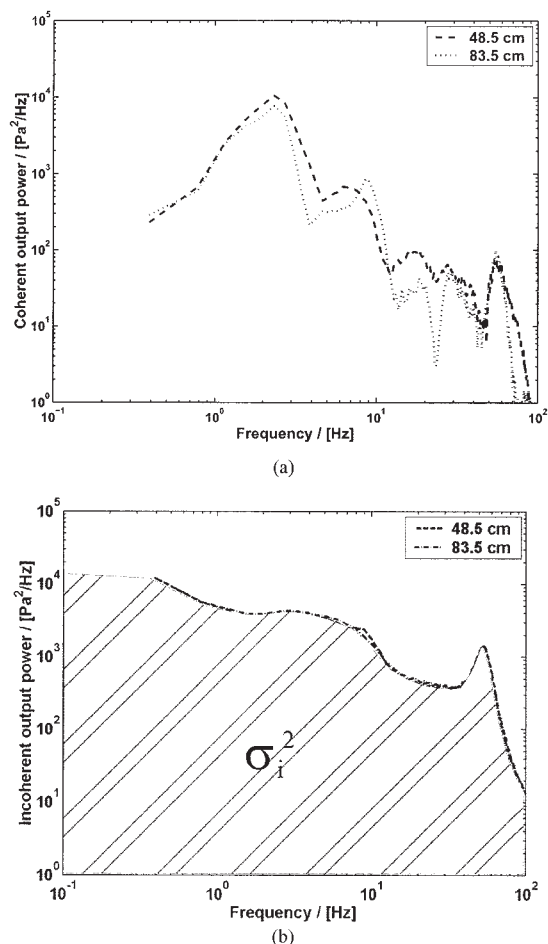 10^5
10^4
10^3
10^2
10^1
10^0
Coherent output power / [Pa^2/Hz]
48.5 cm
83.5 cm
10^-1
10^0
10^1
10^2
Frequency / [Hz]
(a)
10^5
10^4
10^3
10^2
10^1
10^0
Incoherent output power / [Pa^2/Hz]
48.5 cm
83.5 cm
σ_i^2
10^-1
10^0
10^1
10^2
Frequency / [Hz]
(b)